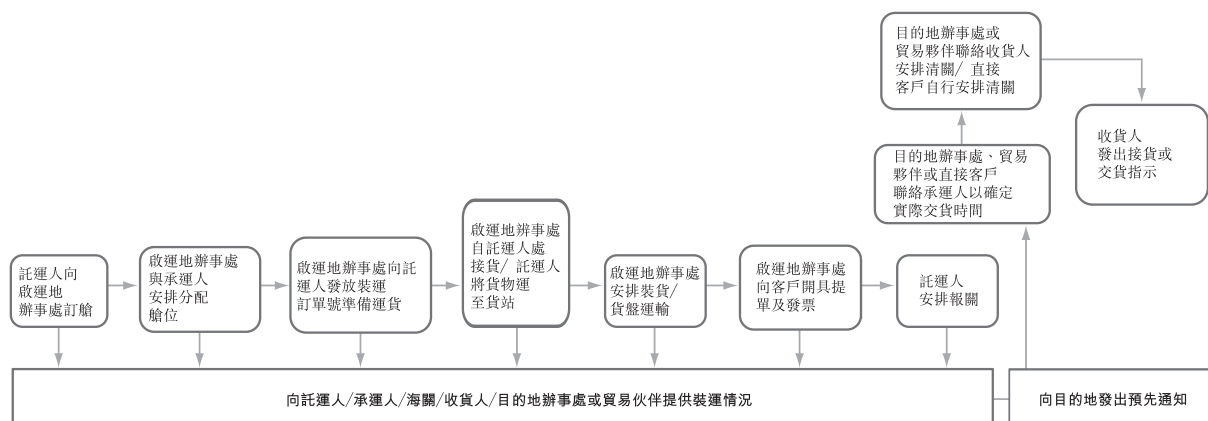 目的地辦事處或
貿易夥伴聯絡收貨人
安排清關/ 直接
客戶自行安排清關
收貨人
發出接貨或
交貨指示
目的地辦事處、貿易
夥伴或直接客戶
聯絡承運人以確定
實際交貨時間
託運人向
啟運地
辦事處訂艙
啟運地辦事處
與承運人
安排分配
艙位
啟運地辦事處向託
運人發放裝運
訂單號準備運貨
啟運地辨事處
自託運人處
接貨/ 託運人
將貨物運
至貨站
啟運地辦事處
安排裝貨/
貨盤運輸
啟運地辦事處
向客戶開具提
單及發票
託運人
安排報關
向託運人/承運人/海關/收貨人/目的地辦事處或貿易伙伴提供裝運情況
向目的地發出預先通知